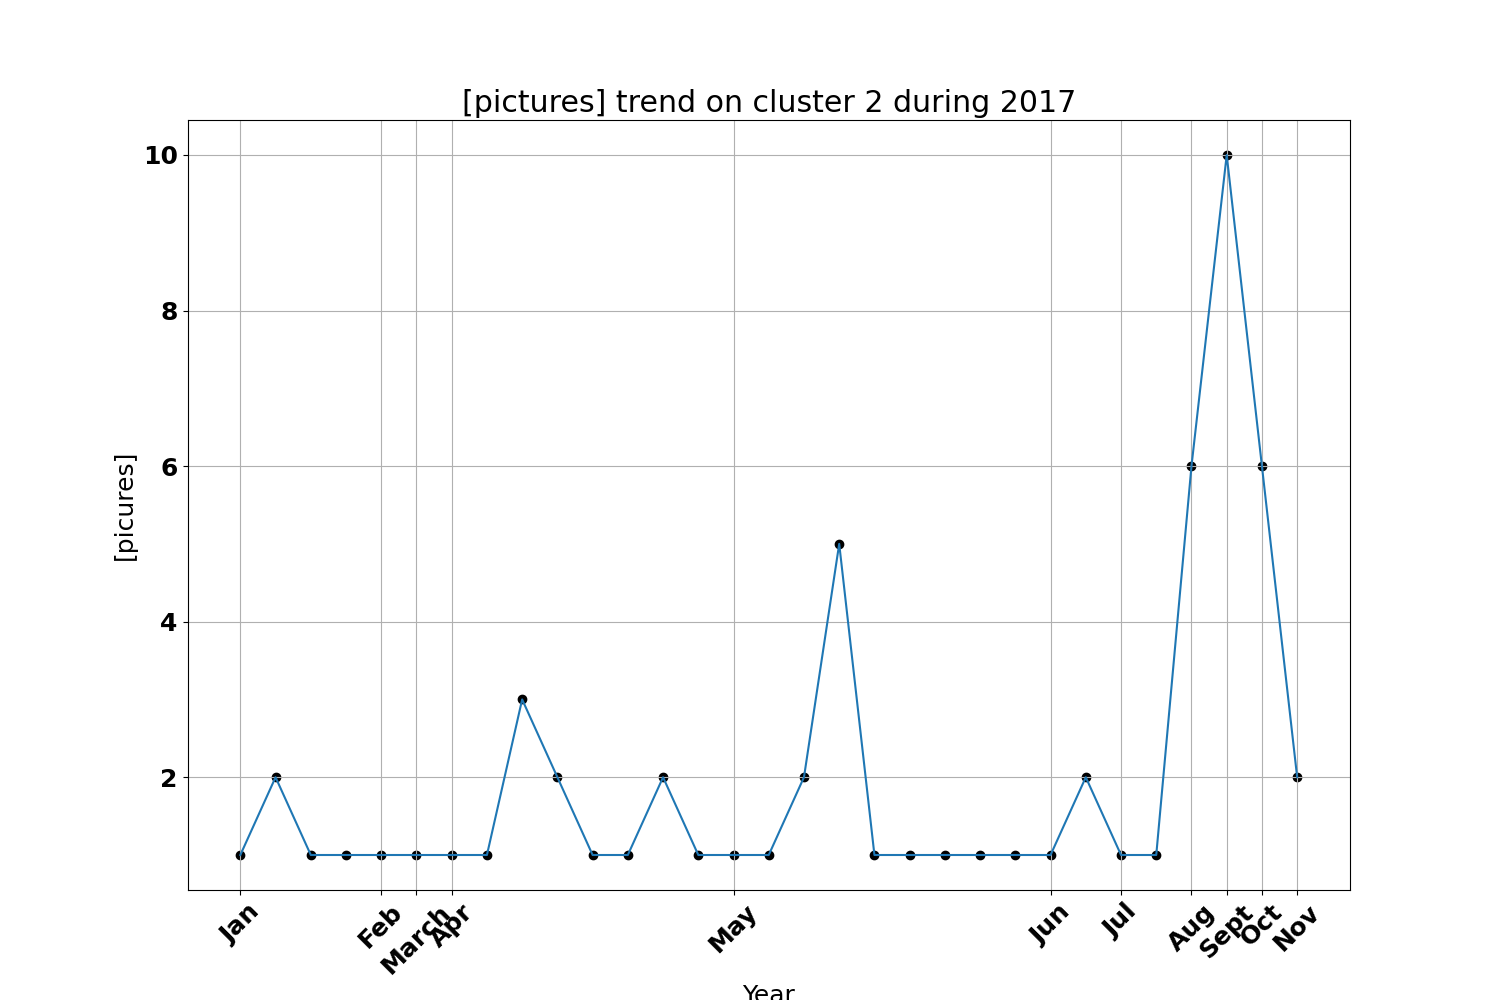 [pictures] trend on cluster 2 during 2017
10
8
6
4
2
[picures]
Jan
Feb
March
Apr
May
Jun
Jul
Aug
Sept
Oct
Nov
Year